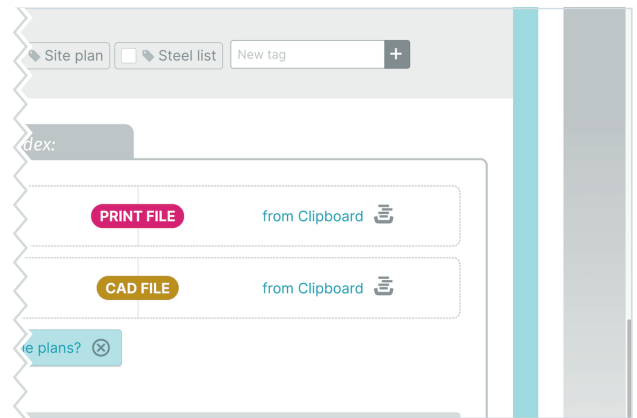 Site plan Steel list New tag +
dex:
PRINT FILE from Clipboard
CAD FILE from Clipboard
e plans?